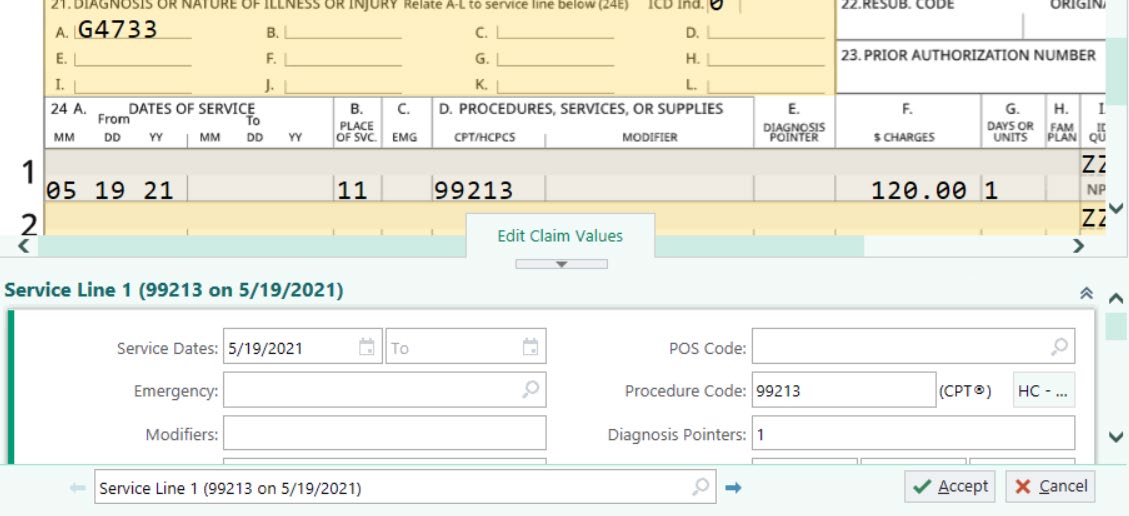 21. DIAGNOSIS OR NATURE OF ILLNESS OR INJURY Relate A-L to service line below (24E) ICD Ind. 0 22.RESUB. CODE
A. G4733 B. C. D.
E. F. G. H. 23. PRIOR AUTHORIZATION NUMBER
I. J. K. L.
24 A. DATES OF SERVICE B. C. D. PROCEDURES, SERVICES, OR SUPPLIES E. F. G. H. I.
From To PLACE DIAGNOSIS DAYS OR FAM
MM DD YY MM DD YY OF SVC. EMG CPT/HCPCS MODIFIER POINTER $ CHARGES UNITS PLAN QU
1 ZZ
05 19 21 11 99213 120.00 1 NP
2 ZZ
Edit Claim Values
Service Line 1 (99213 on 5/19/2021)
Service Dates: 5/19/2021 To POS Code:
Emergency: Procedure Code: 99213 (CPT®) HC - ...
Modifiers: Diagnosis Pointers: 1
Service Line 1 (99213 on 5/19/2021) Accept Cancel